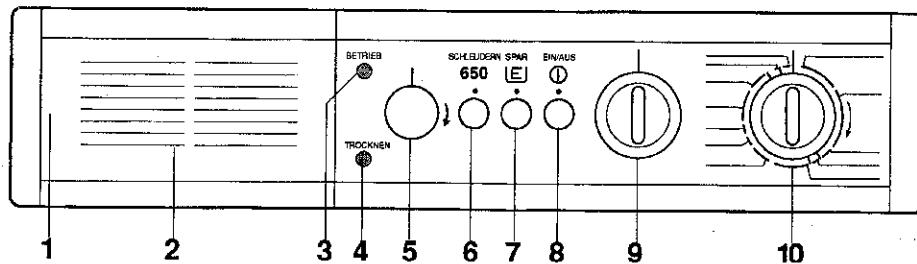 BETRIEB
SCHLEUDERN SPAR EIN/AUS
650 E
TROCKNEN
1 2 3 4 5 6 7 8 9 10